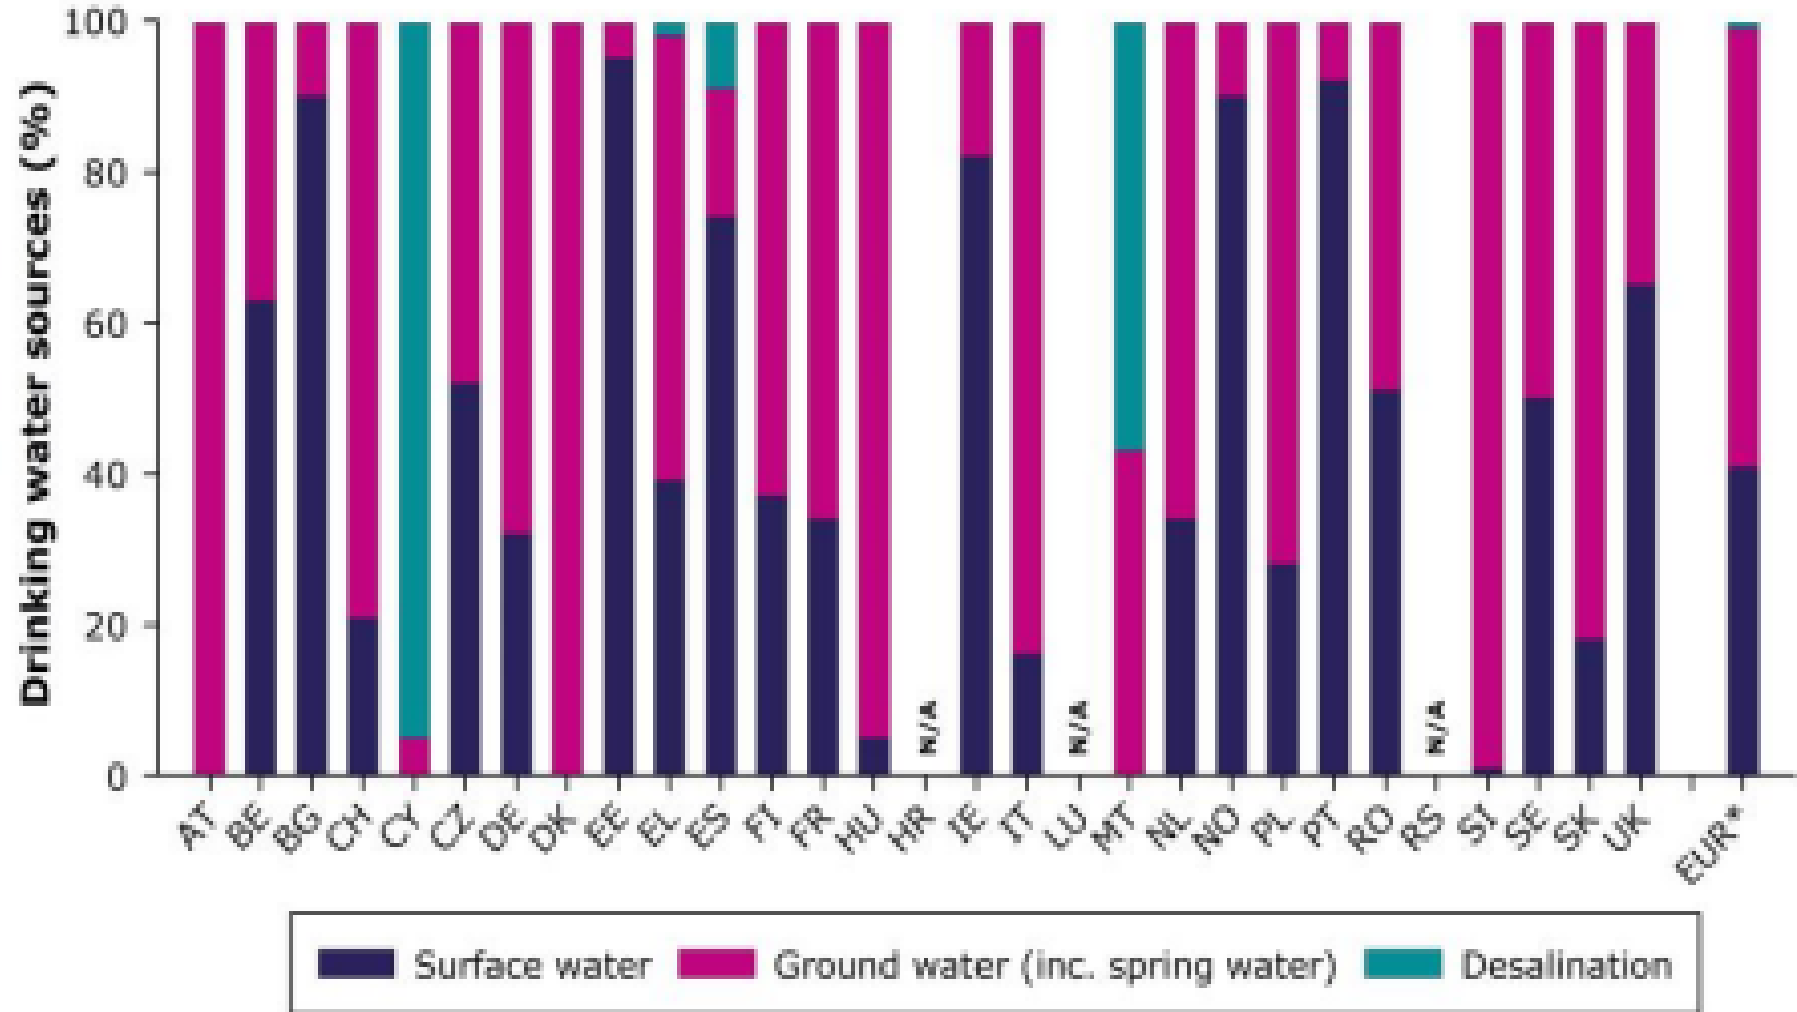 Drinking water sources (%)
100
80
60
40
20
0
N/A
N/A
N/A
AT BE BG CH CY CZ DE DK EE EL ES FI FR HU HR IE IT LU MT NL NO PL PT RO RS SI SE SK UK EUR*
Surface water Ground water (inc. spring water) Desalination